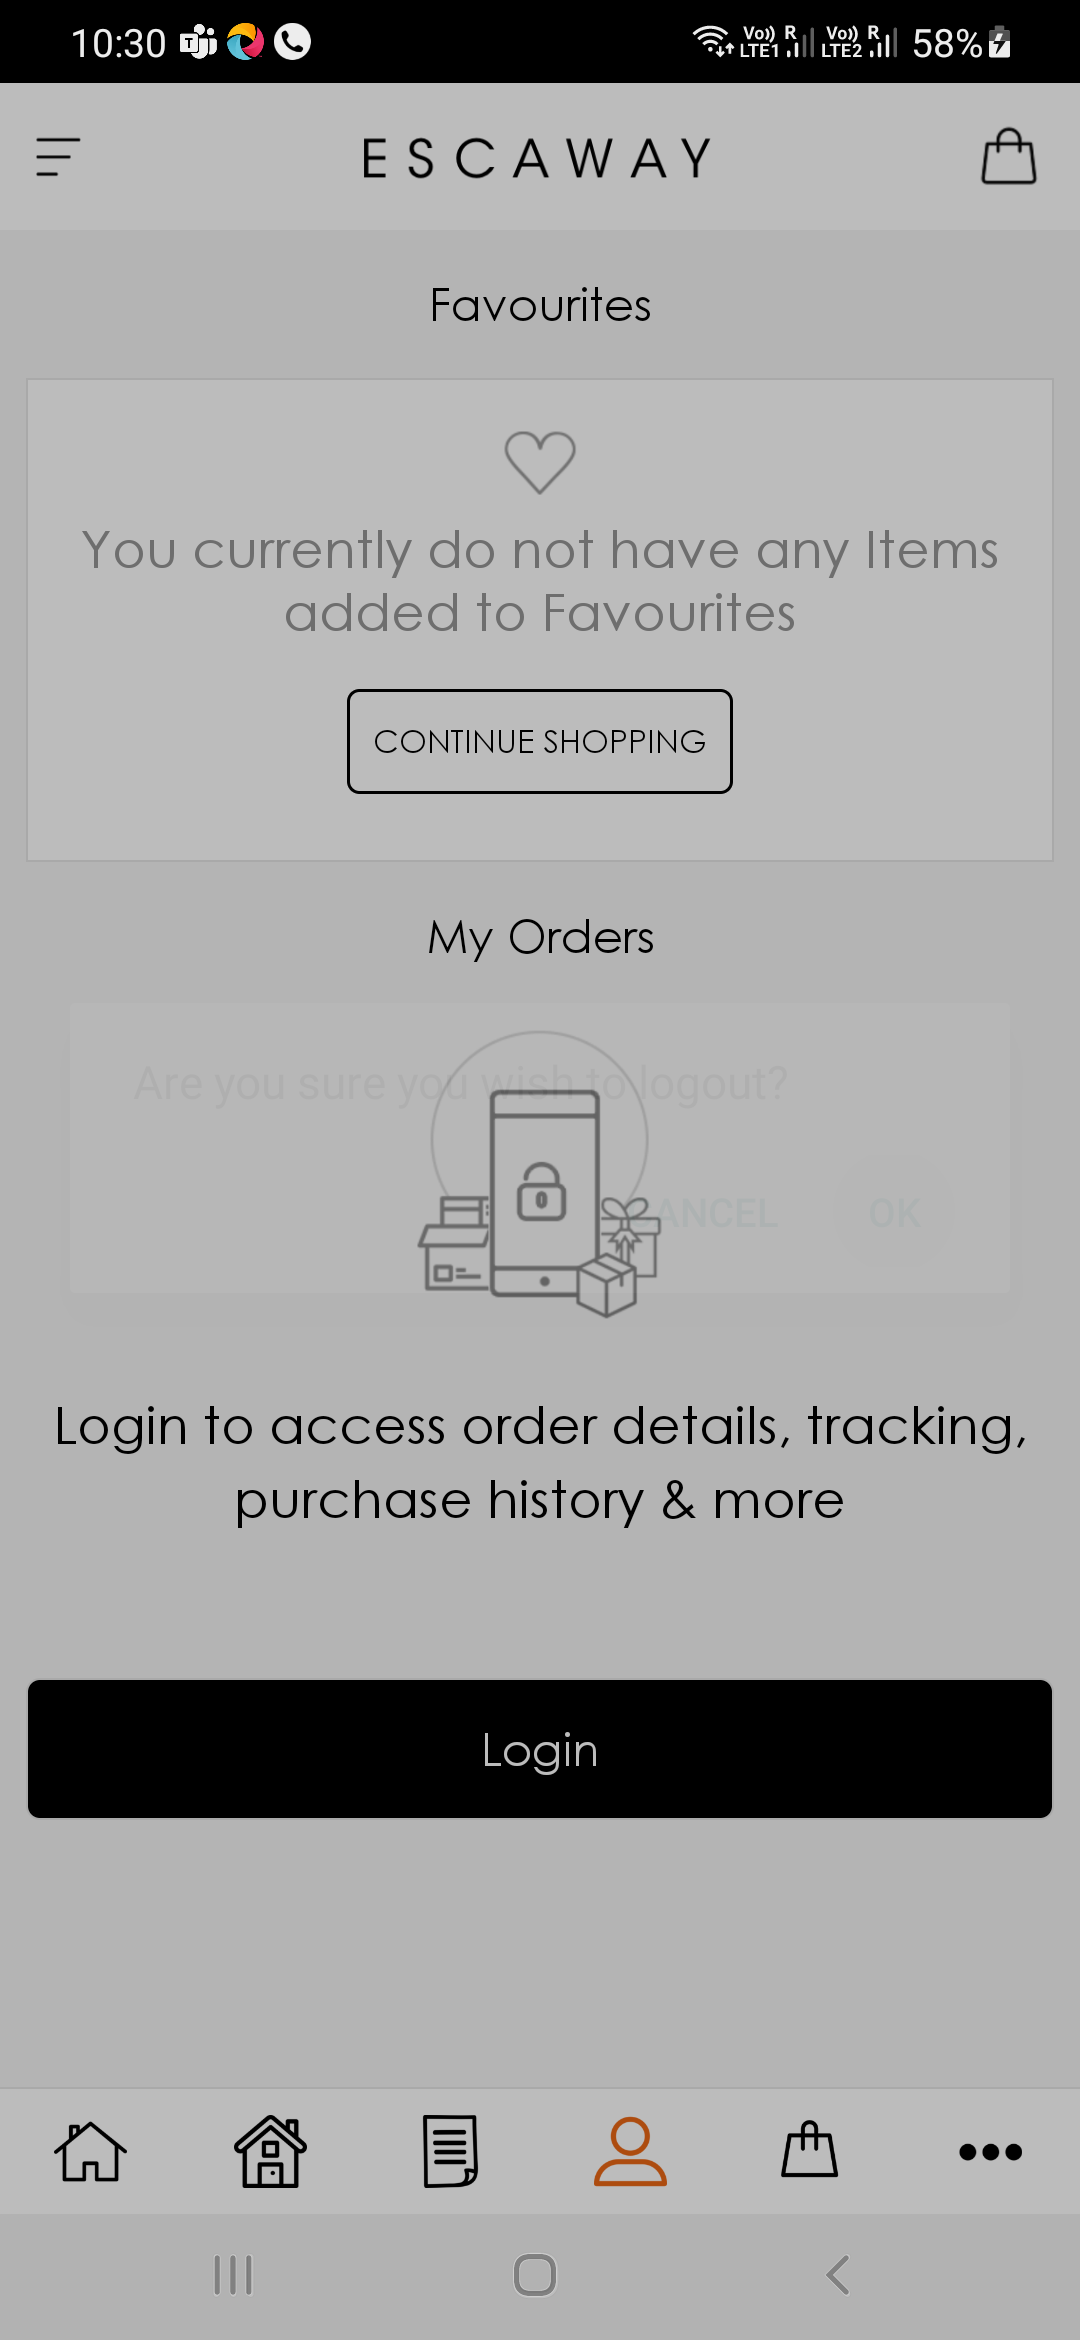 10:30
Vo)) R Vo)) R 58%
LTE1 LTE2
ESCAWAY
Favourites
You currently do not have any Items
added to Favourites
CONTINUE SHOPPING
My Orders
Are you sure you wish to logout?
CANCEL OK
Login to access order details, tracking,
purchase history & more
Login